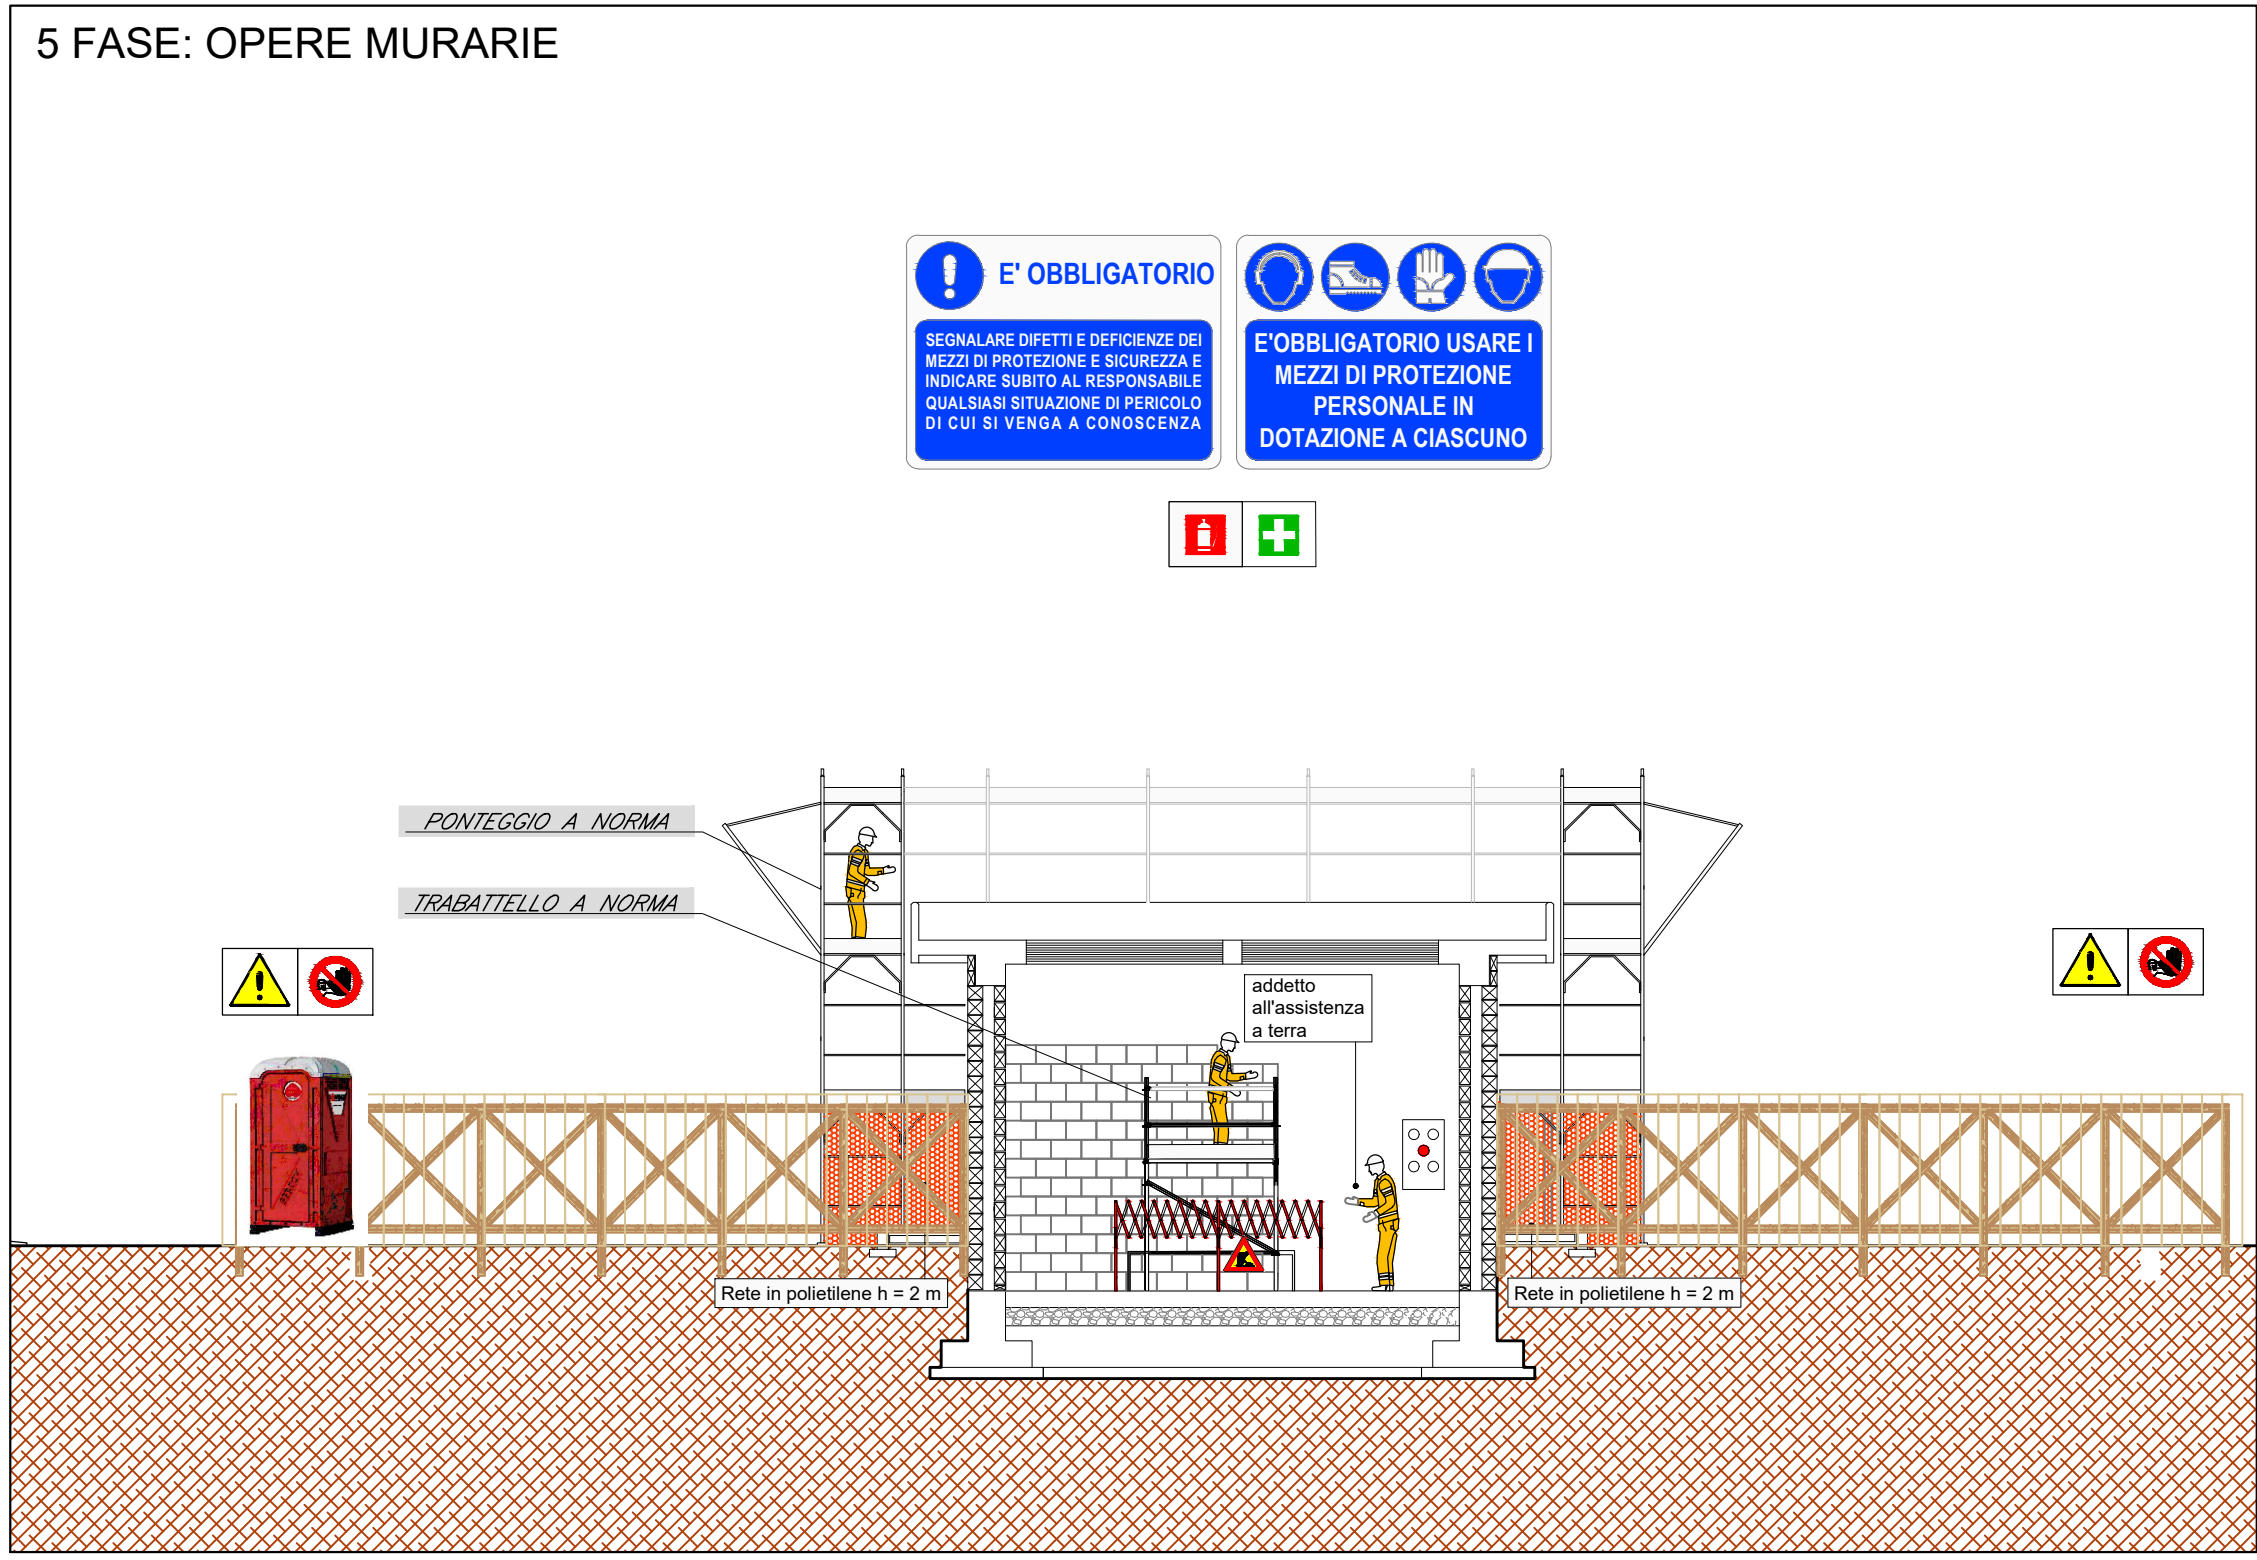 5 FASE: OPERE MURARIE
E' OBBLIGATORIO
SEGNALARE DIFETTI E DEFICIENZE DEI
MEZZI DI PROTEZIONE E SICUREZZA E
INDICARE SUBITO AL RESPONSABILE
QUALSIASI SITUAZIONE DI PERICOLO
DI CUI SI VENGA A CONOSCENZA
E'OBBLIGATORIO USARE I
MEZZI DI PROTEZIONE
PERSONALE IN
DOTAZIONE A CIASCUNO
PONTEGGIO A NORMA
TRABATTELLO A NORMA
addetto
all'assistenza
a terra
Rete in polietilene h = 2 m
Rete in polietilene h = 2 m